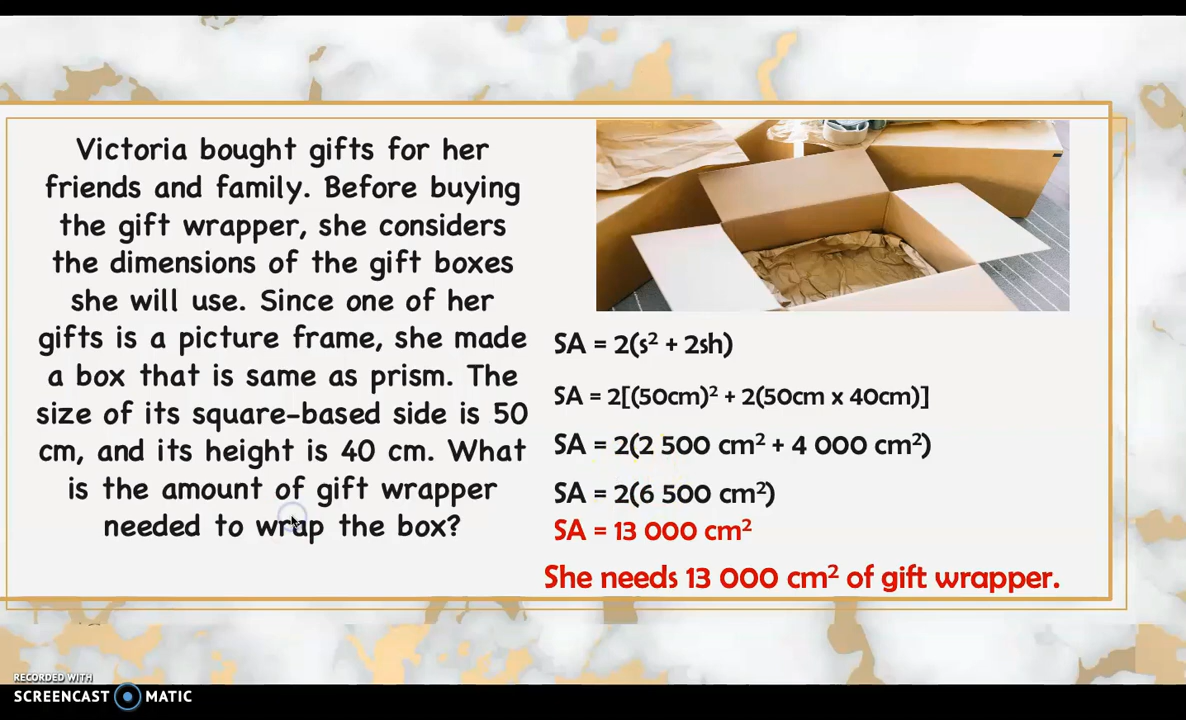 Victoria bought gifts for her
friends and family. Before buying
the gift wrapper, she considers
the dimensions of the gift boxes
she will use. Since one of her
gifts is a picture frame, she made
a box that is same as prism. The
size of its square-based side is 50
cm, and its height is 40 cm. What
is the amount of gift wrapper
needed to wrap the box?
SA = 2(s² + 2sh)
SA = 2[(50cm)² + 2(50cm x 40cm)]
SA = 2(2 500 cm² + 4 000 cm²)
SA = 2(6 500 cm²)
SA = 13 000 cm²
She needs 13 000 cm² of gift wrapper.
RECORDED WITH
SCREENCAST MATIC